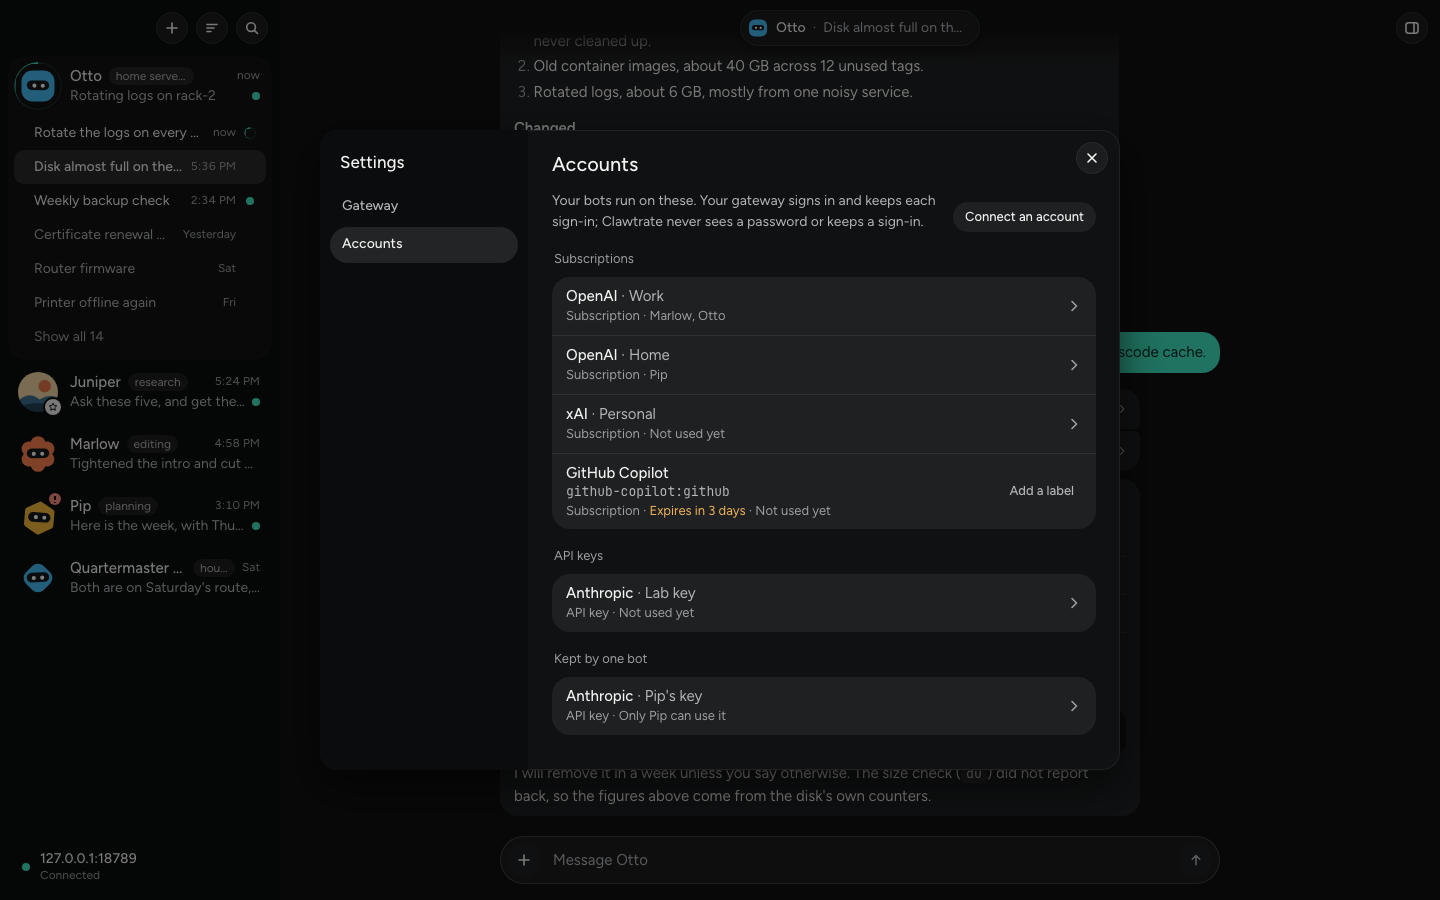 Otto home serve... now
Rotating logs on rack-2
Rotate the logs on every ... now
Disk almost full on the... 5:36 PM
Weekly backup check 2:34 PM
Certificate renewal ... Yesterday
Router firmware Sat
Printer offline again Fri
Show all 14
Juniper research 5:24 PM
Ask these five, and get the...
Marlow editing 4:58 PM
Tightened the intro and cut ...
Pip planning 3:10 PM
Here is the week, with Thu...
Quartermaster ... hou... Sat
Both are on Saturday's route,...
127.0.0.1:18789
Connected
Otto · Disk almost full on th...
never cleaned up.
2. Old container images, about 40 GB across 12 unused tags.
3. Rotated logs, about 6 GB, mostly from one noisy service.
Changed
scode cache.
Settings
Gateway
Accounts
Accounts
Your bots run on these. Your gateway signs in and keeps each
sign-in; Clawtrate never sees a password or keeps a sign-in.
Connect an account
Subscriptions
OpenAI · Work
Subscription · Marlow, Otto
OpenAI · Home
Subscription · Pip
xAI · Personal
Subscription · Not used yet
GitHub Copilot
github-copilot:github
Subscription · Expires in 3 days · Not used yet
Add a label
API keys
Anthropic · Lab key
API key · Not used yet
Kept by one bot
Anthropic · Pip's key
API key · Only Pip can use it
I will remove it in a week unless you say otherwise. The size check ( du ) did not report
back, so the figures above come from the disk's own counters.
Message Otto